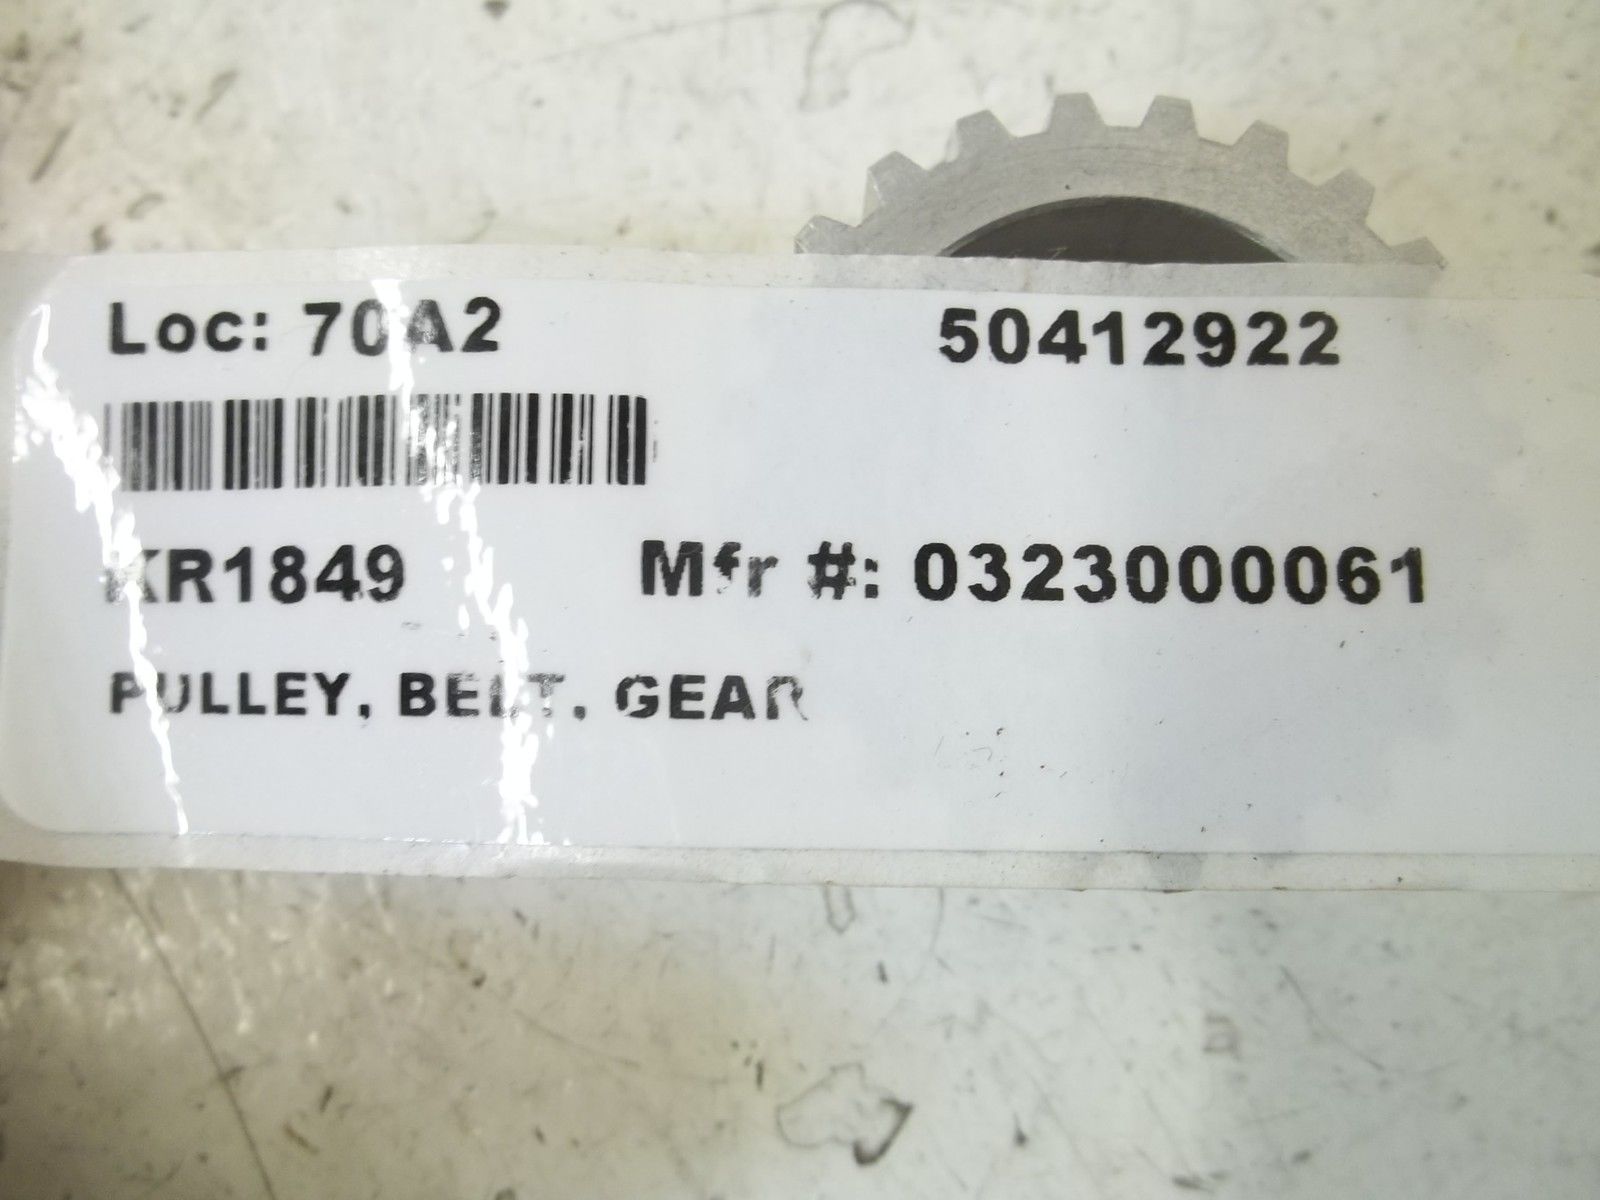 Loc: 70A2 50412922
KR1849 Mfr #: 0323000061
PULLEY, BELT, GEAR